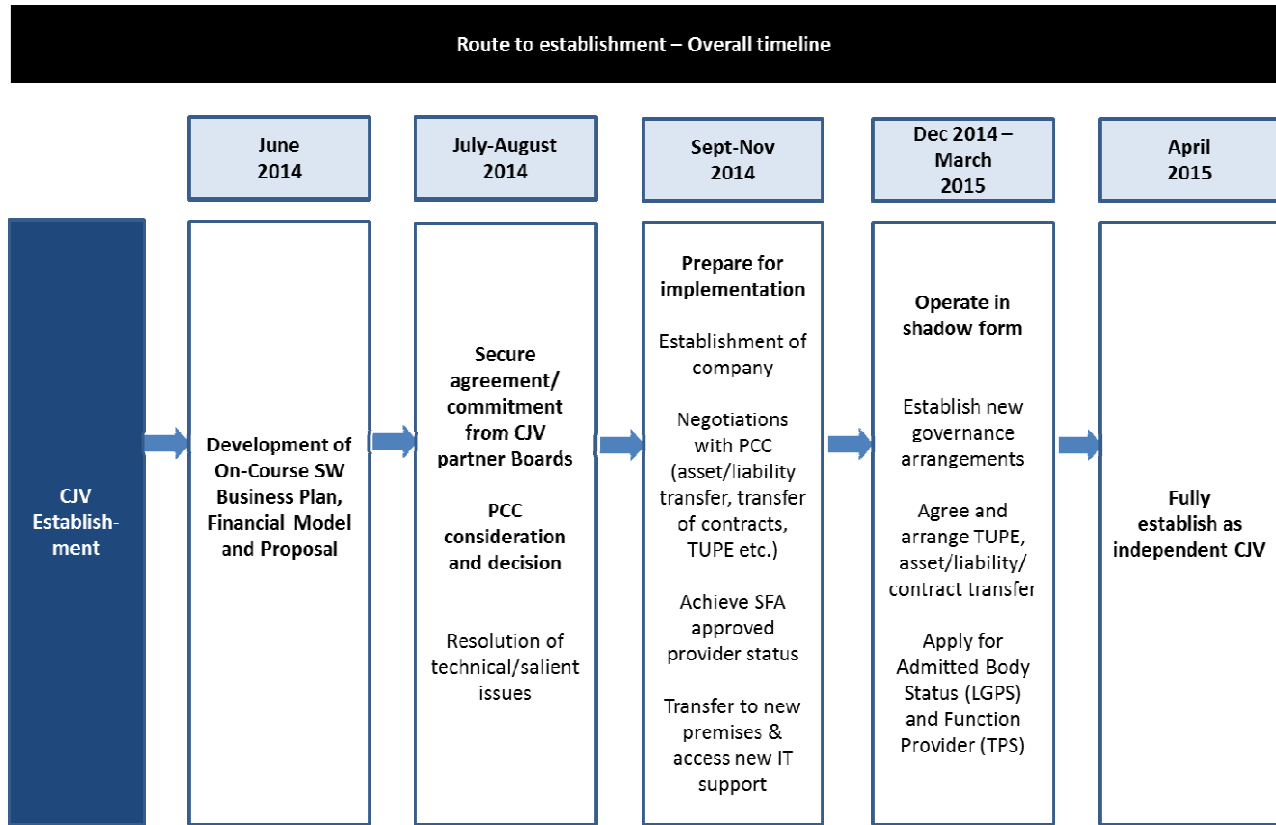 Route to establishment – Overall timeline
June
2014
July-August
2014
Sept-Nov
2014
Dec 2014 –
March
2015
April
2015
CJV
Establish-
ment
Development of
On-Course SW
Business Plan,
Financial Model
and Proposal
Secure
agreement/
commitment
from CJV
partner Boards
PCC
consideration
and decision
Resolution of
technical/salient
issues
Prepare for
implementation
Establishment of
company
Negotiations
with PCC
(asset/liability
transfer, transfer
of contracts,
TUPE etc.)
Achieve SFA
approved
provider status
Transfer to new
premises &
access new IT
support
Operate in
shadow form
Establish new
governance
arrangements
Agree and
arrange TUPE,
asset/liability/
contract transfer
Apply for
Admitted Body
Status (LGPS)
and Function
Provider (TPS)
Fully
establish as
independent CJV